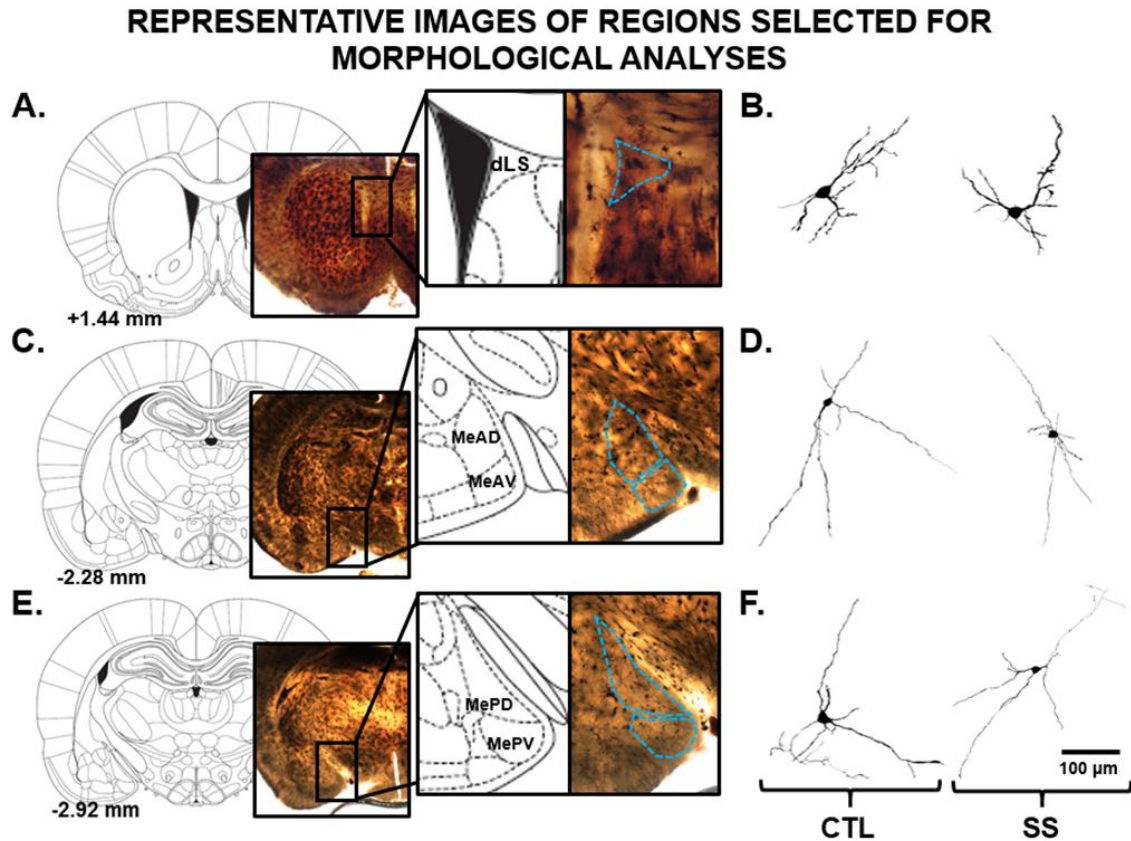 REPRESENTATIVE IMAGES OF REGIONS SELECTED FOR
MORPHOLOGICAL ANALYSES
A.
dLS
B.
+1.44 mm
C.
MeAD
MeAV
D.
-2.28 mm
E.
MePD
MePV
F.
-2.92 mm
100 µm
CTL
SS